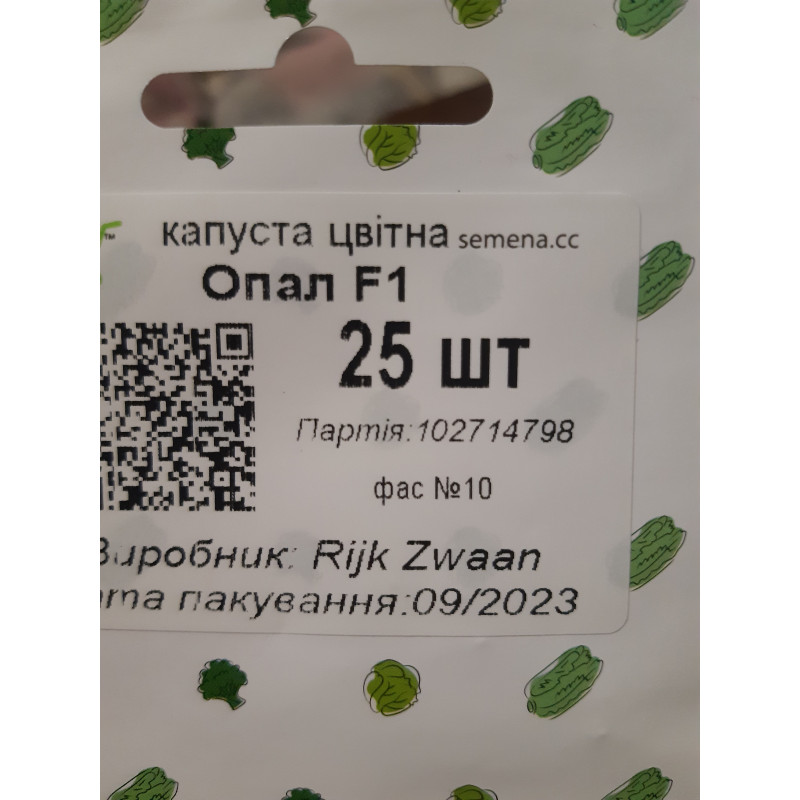 капуста цвітна semena.cc
Опал F1
25 шт
Партія:102714798
фас №10
Виробник: Rijk Zwaan
пакування:09/2023